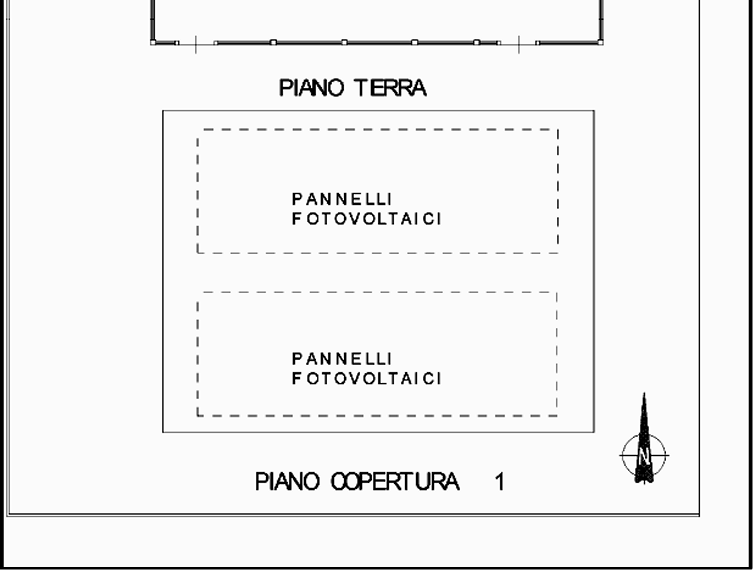 PIANO TERRA
PANNELLI
FOTOVOLTAICI
PANNELLI
FOTOVOLTAICI
N
PIANO COPERTURA 1